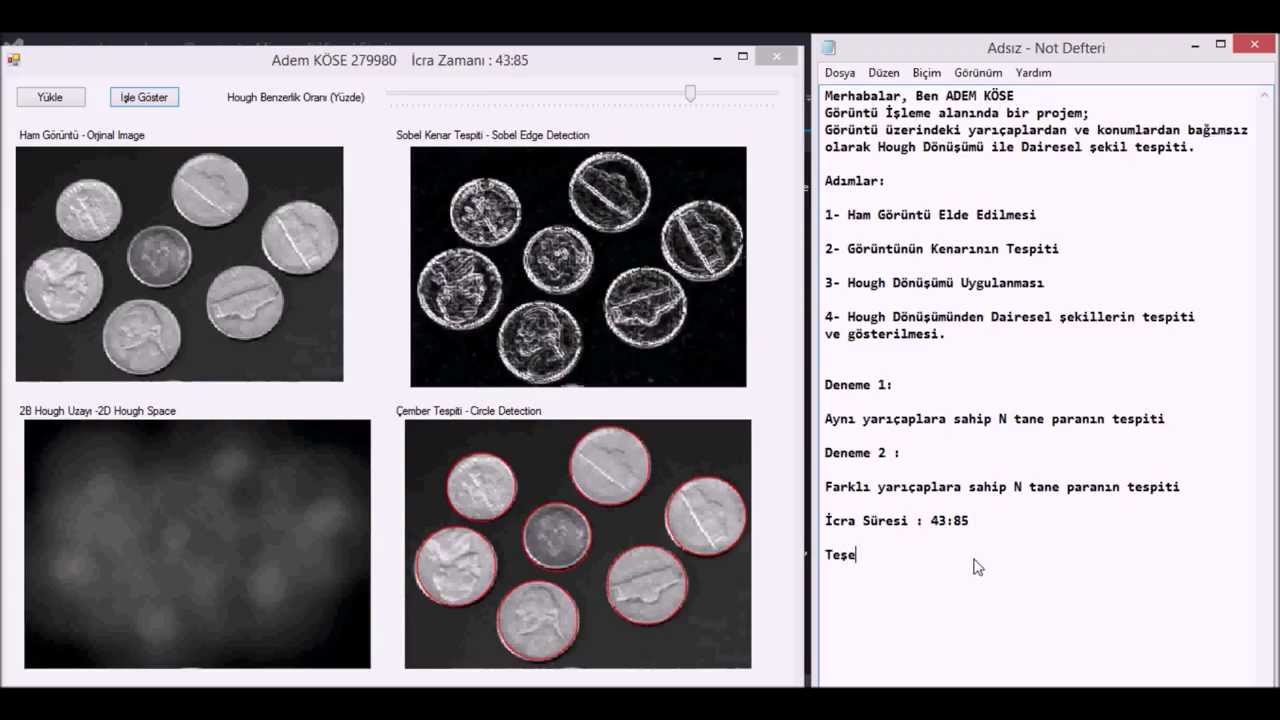 Adem KÖSE 279980 İcra Zamanı : 43:85
Yükle
İşle Göster
Hough Benzerlik Oranı (Yüzde)
Ham Görüntü - Orjinal Image
Sobel Kenar Tespiti - Sobel Edge Detection
2B Hough Uzayı -2D Hough Space
Çember Tespiti - Circle Detection
Adsız - Not Defteri
Dosya Düzen Biçim Görünüm Yardım
Merhabalar, Ben ADEM KÖSE
Görüntü İşleme alanında bir projem;
Görüntü üzerindeki yarıçaplardan ve konumlardan bağımsız
olarak Hough Dönüşümü ile Dairesel şekil tespiti.
Adımlar:
1- Ham Görüntü Elde Edilmesi
2- Görüntünün Kenarının Tespiti
3- Hough Dönüşümü Uygulanması
4- Hough Dönüşümünden Dairesel şekillerin tespiti
ve gösterilmesi.
Deneme 1:
Aynı yarıçaplara sahip N tane paranın tespiti
Deneme 2 :
Farklı yarıçaplara sahip N tane paranın tespiti
İcra Süresi : 43:85
Teşe